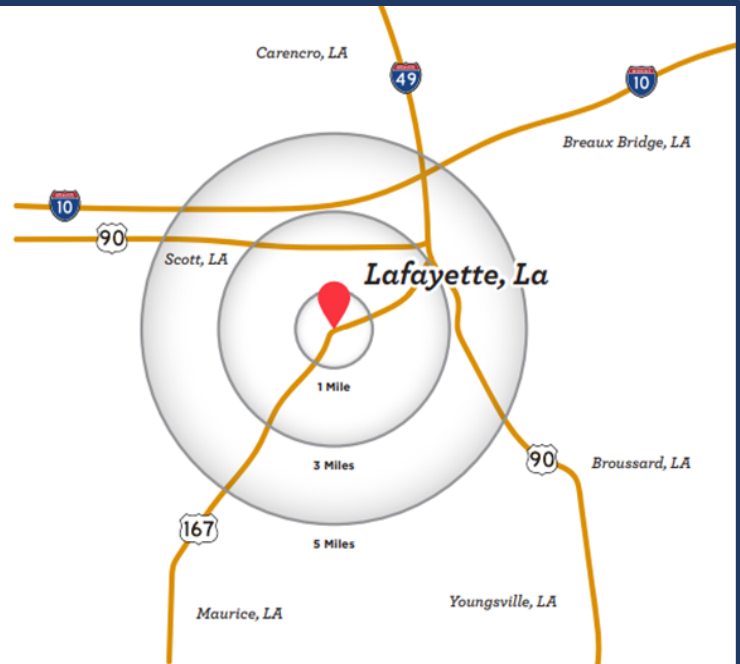 Carencro, LA
49
10
Breaux Bridge, LA
10
90
Scott, LA
Lafayette, La
1 Mile
90
Broussard, LA
3 Miles
167
5 Miles
Youngsville, LA
Maurice, LA